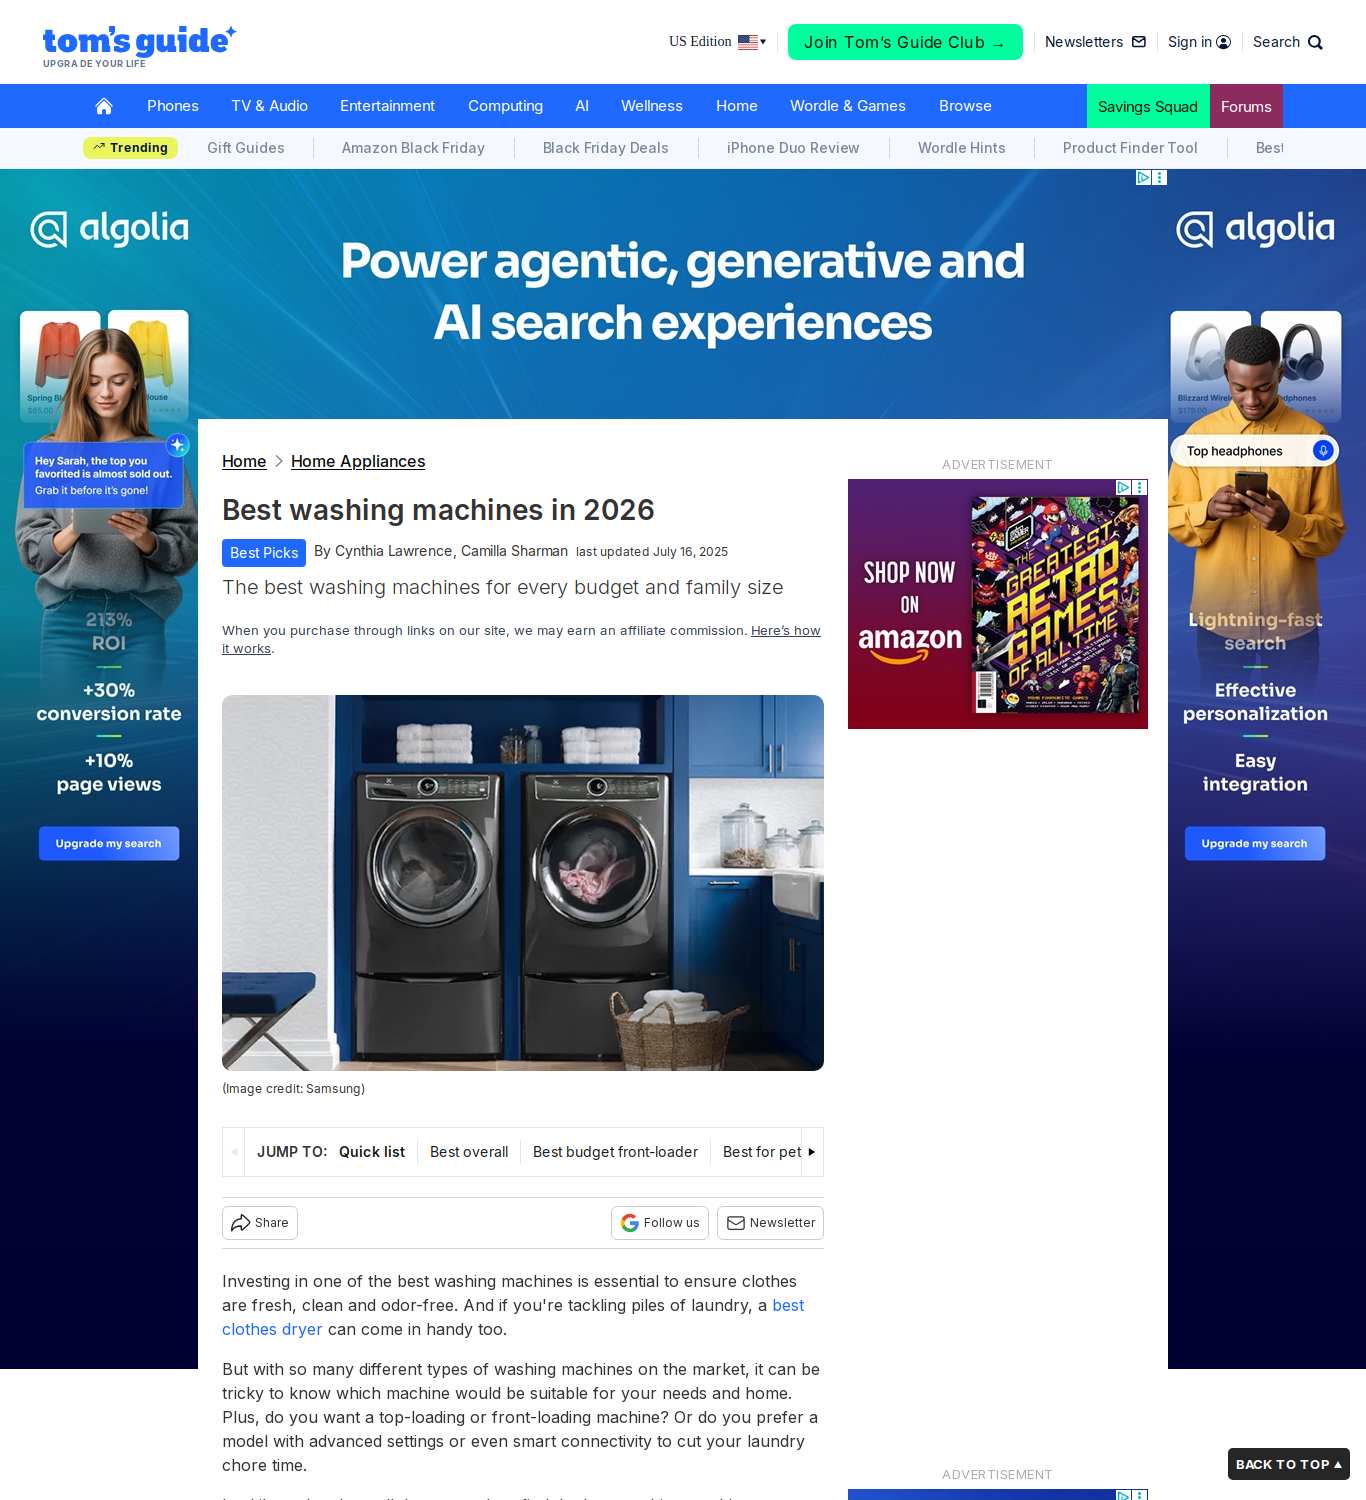 tom's guide
UPGRADE YOUR LIFE
US Edition
Join Tom's Guide Club →
Newsletters
Sign in
Search
Phones
TV & Audio
Entertainment
Computing
AI
Wellness
Home
Wordle & Games
Browse
Savings Squad
Forums
Trending
Gift Guides
Amazon Black Friday
Black Friday Deals
iPhone Duo Review
Wordle Hints
Product Finder Tool
Best
algolia
Power agentic, generative and
AI search experiences
algolia
Spring
$65.00
Hey Sarah, the top you
favorited is almost sold out.
Grab it before it's gone!
213%
ROI
+30%
conversion rate
+10%
page views
Upgrade my search
$179.00
Top headphones
Lightning-fast
search
Effective
personalization
Easy
integration
Upgrade my search
Home
Home Appliances
Best washing machines in 2026
Best Picks
By Cynthia Lawrence, Camilla Sharman
last updated July 16, 2025
The best washing machines for every budget and family size
When you purchase through links on our site, we may earn an affiliate commission. Here's how
it works.
ADVERTISEMENT
SHOP NOW
ON
amazon
THE
GREATEST
RETRO
GAMES
OF ALL TIME
(Image credit: Samsung)
JUMP TO:
Quick list
Best overall
Best budget front-loader
Best for pet
Share
Follow us
Newsletter
Investing in one of the best washing machines is essential to ensure clothes
are fresh, clean and odor-free. And if you're tackling piles of laundry, a best
clothes dryer can come in handy too.
But with so many different types of washing machines on the market, it can be
tricky to know which machine would be suitable for your needs and home.
Plus, do you want a top-loading or front-loading machine? Or do you prefer a
model with advanced settings or even smart connectivity to cut your laundry
chore time.
ADVERTISEMENT
BACK TO TOP